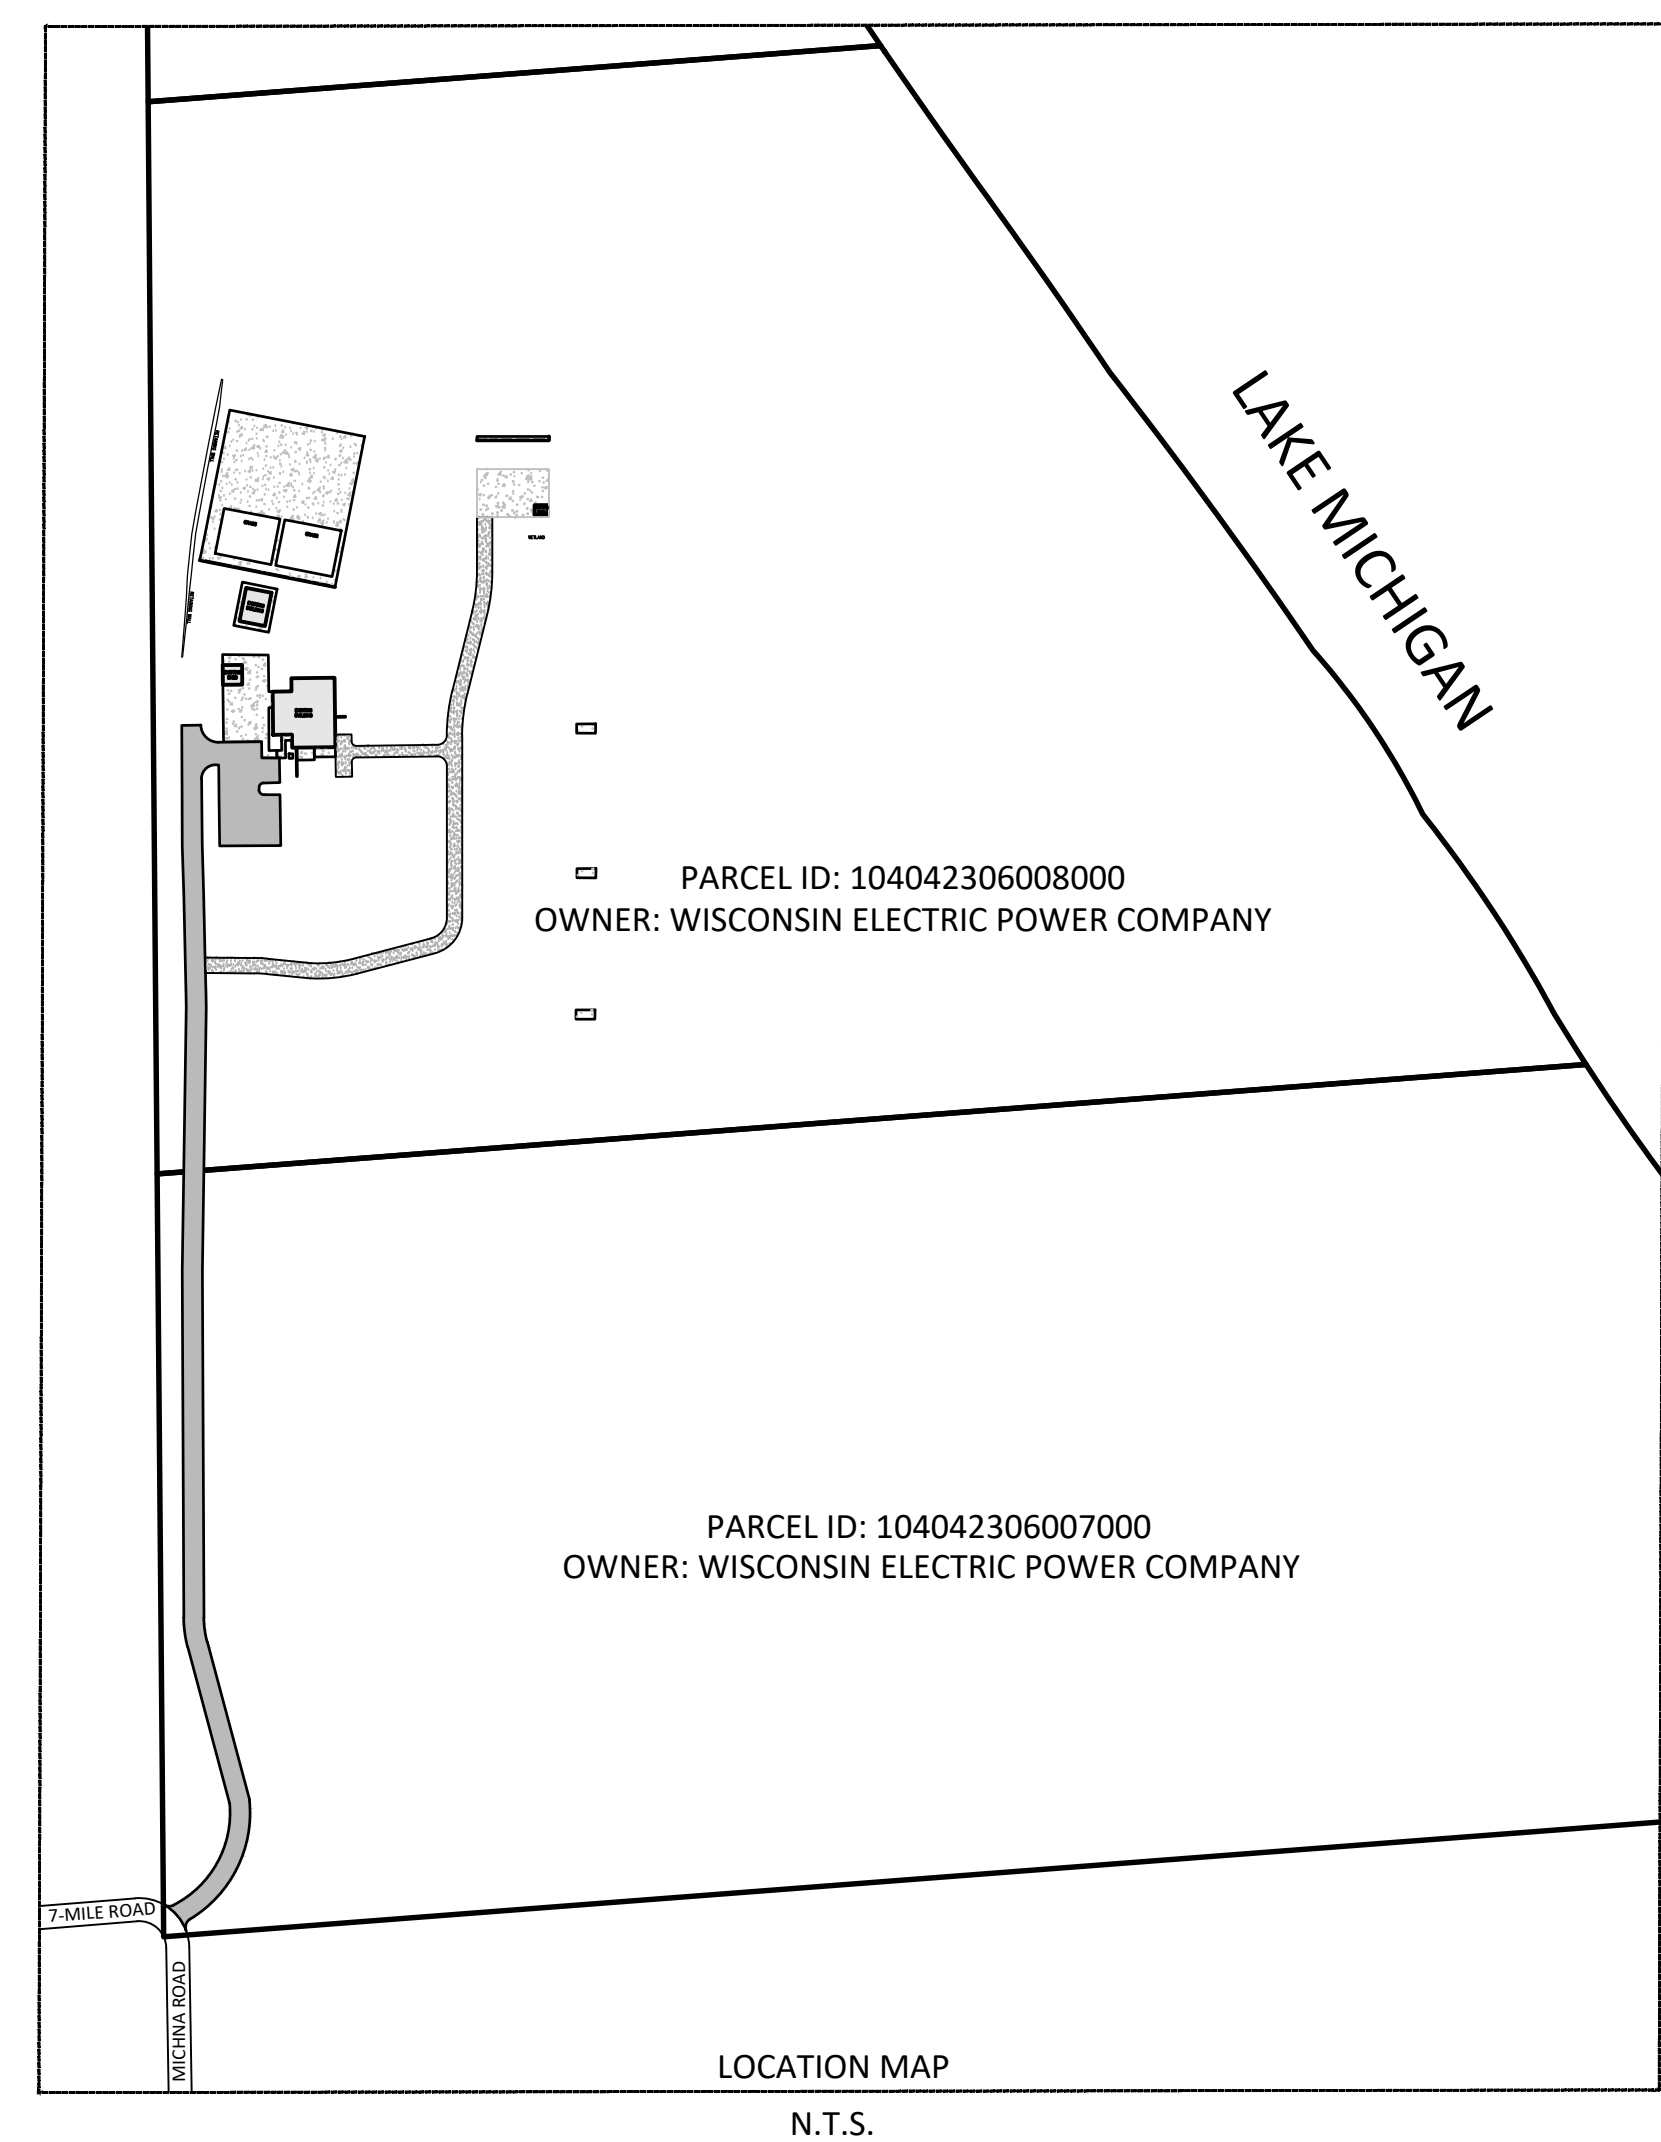 LAKE MICHIGAN
WETLAND
PARCEL ID: 104042306008000
OWNER: WISCONSIN ELECTRIC POWER COMPANY
PARCEL ID: 104042306007000
OWNER: WISCONSIN ELECTRIC POWER COMPANY
7-MILE ROAD
MICHNA ROAD
LOCATION MAP
N.T.S.